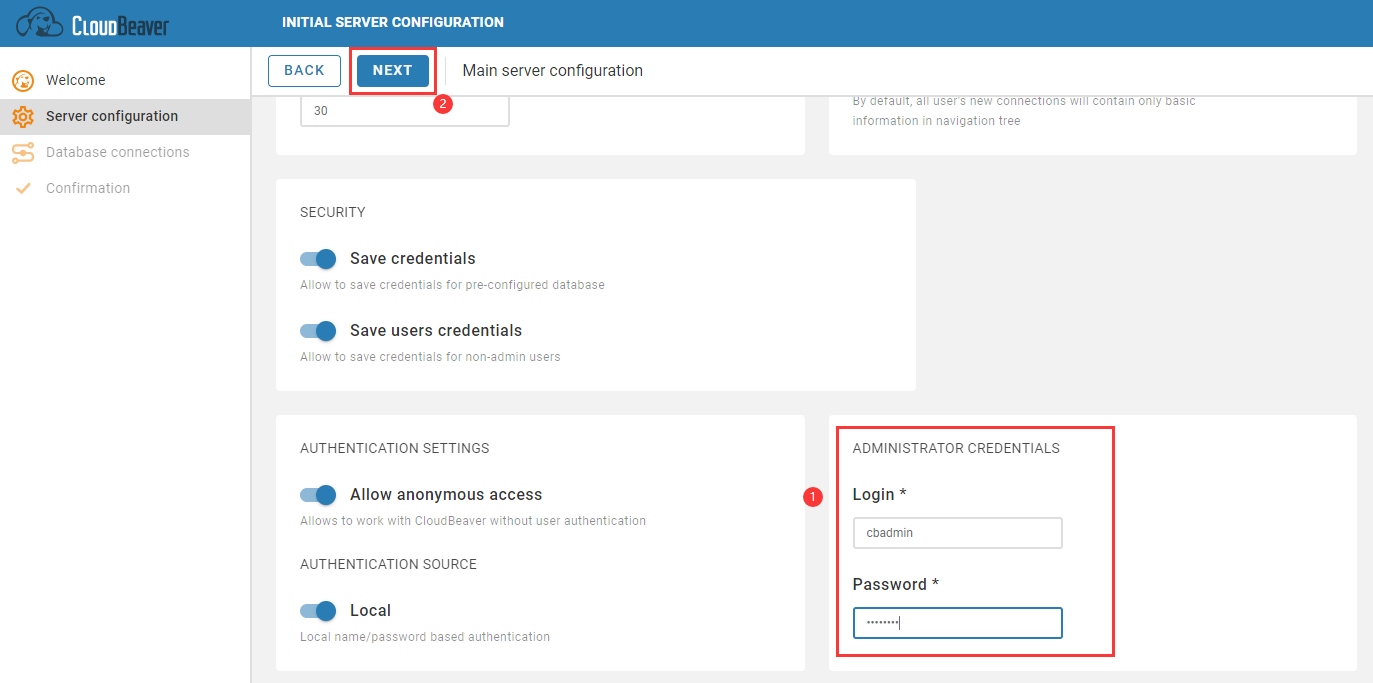 CloudBeaver
INITIAL SERVER CONFIGURATION
BACK
NEXT
Main server configuration
2
Welcome
Server configuration
Database connections
Confirmation
30
By default, all user's new connections will contain only basic
information in navigation tree
SECURITY
Save credentials
Allow to save credentials for pre-configured database
Save users credentials
Allow to save credentials for non-admin users
AUTHENTICATION SETTINGS
Allow anonymous access
Allows to work with CloudBeaver without user authentication
AUTHENTICATION SOURCE
Local
Local name/password based authentication
1
ADMINISTRATOR CREDENTIALS
Login *
cbadmin
Password *
••••••••